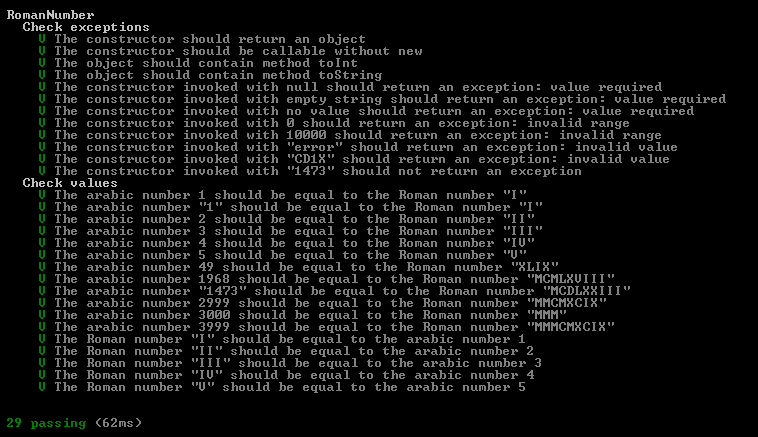 RomanNumber
Check exceptions
V The constructor should return an object
V The constructor should be callable without new
V The object should contain method toInt
V The object should contain method toString
V The constructor invoked with null should return an exception: value required
V The constructor invoked with empty string should return an exception: value required
V The constructor invoked with no value should return an exception: value required
V The constructor invoked with 0 should return an exception: invalid range
V The constructor invoked with 10000 should return an exception: invalid range
V The constructor invoked with "error" should return an exception: invalid value
V The constructor invoked with "CD1X" should return an exception: invalid value
V The constructor invoked with "1473" should not return an exception
Check values
V The arabic number 1 should be equal to the Roman number "I"
V The arabic number "1" should be equal to the Roman number "I"
V The arabic number 2 should be equal to the Roman number "II"
V The arabic number 3 should be equal to the Roman number "III"
V The arabic number 4 should be equal to the Roman number "IV"
V The arabic number 5 should be equal to the Roman number "V"
V The arabic number 49 should be equal to the Roman number "XLIX"
V The arabic number 1968 should be equal to the Roman number "MCMLXVIII"
V The arabic number "1473" should be equal to the Roman number "MCDLXXIII"
V The arabic number 2999 should be equal to the Roman number "MMCMXCIX"
V The arabic number 3000 should be equal to the Roman number "MMM"
V The arabic number 3999 should be equal to the Roman number "MMMCMXCIX"
V The Roman number "I" should be equal to the arabic number 1
V The Roman number "II" should be equal to the arabic number 2
V The Roman number "III" should be equal to the arabic number 3
V The Roman number "IV" should be equal to the arabic number 4
V The Roman number "V" should be equal to the arabic number 5
29 passing (62ms)